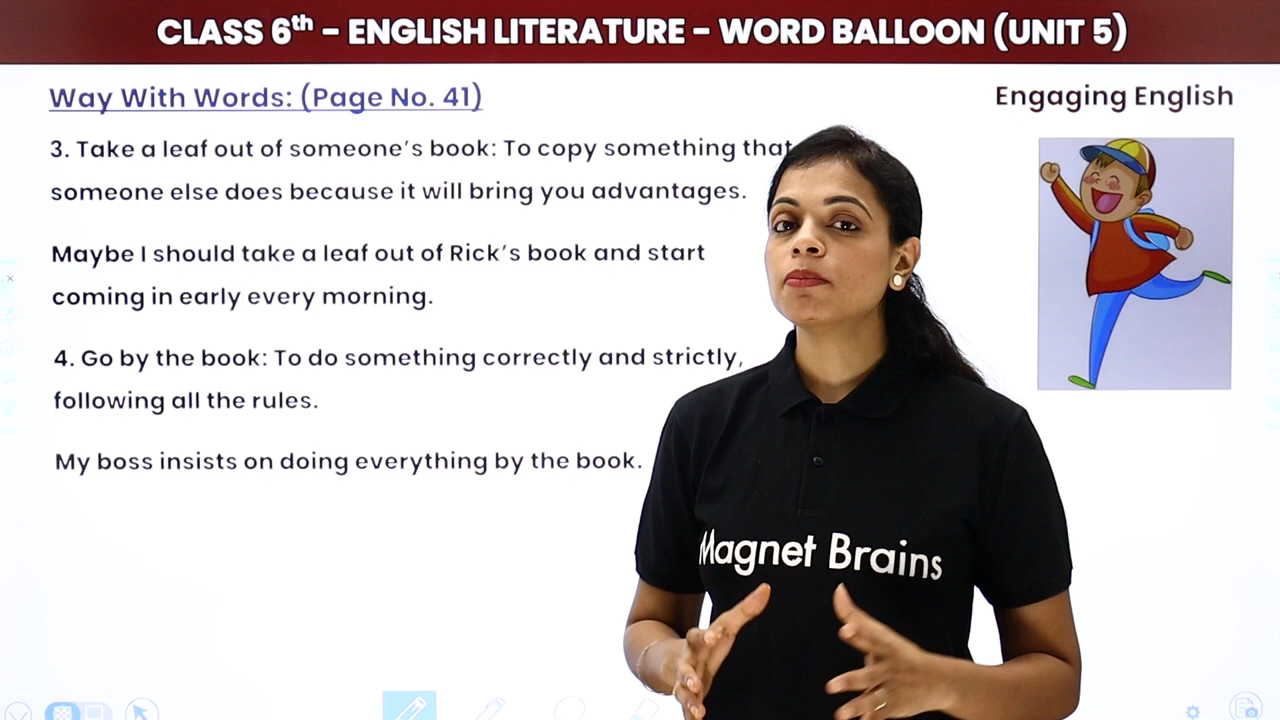 CLASS 6th - ENGLISH LITERATURE - WORD BALLOON (UNIT 5)
Way With Words: (Page No. 41)
Engaging English
3. Take a leaf out of someone's book: To copy something that
someone else does because it will bring you advantages.
Maybe I should take a leaf out of Rick's book and start
coming in early every morning.
4. Go by the book: To do something correctly and strictly,
following all the rules.
My boss insists on doing everything by the book.
Magnet Brains